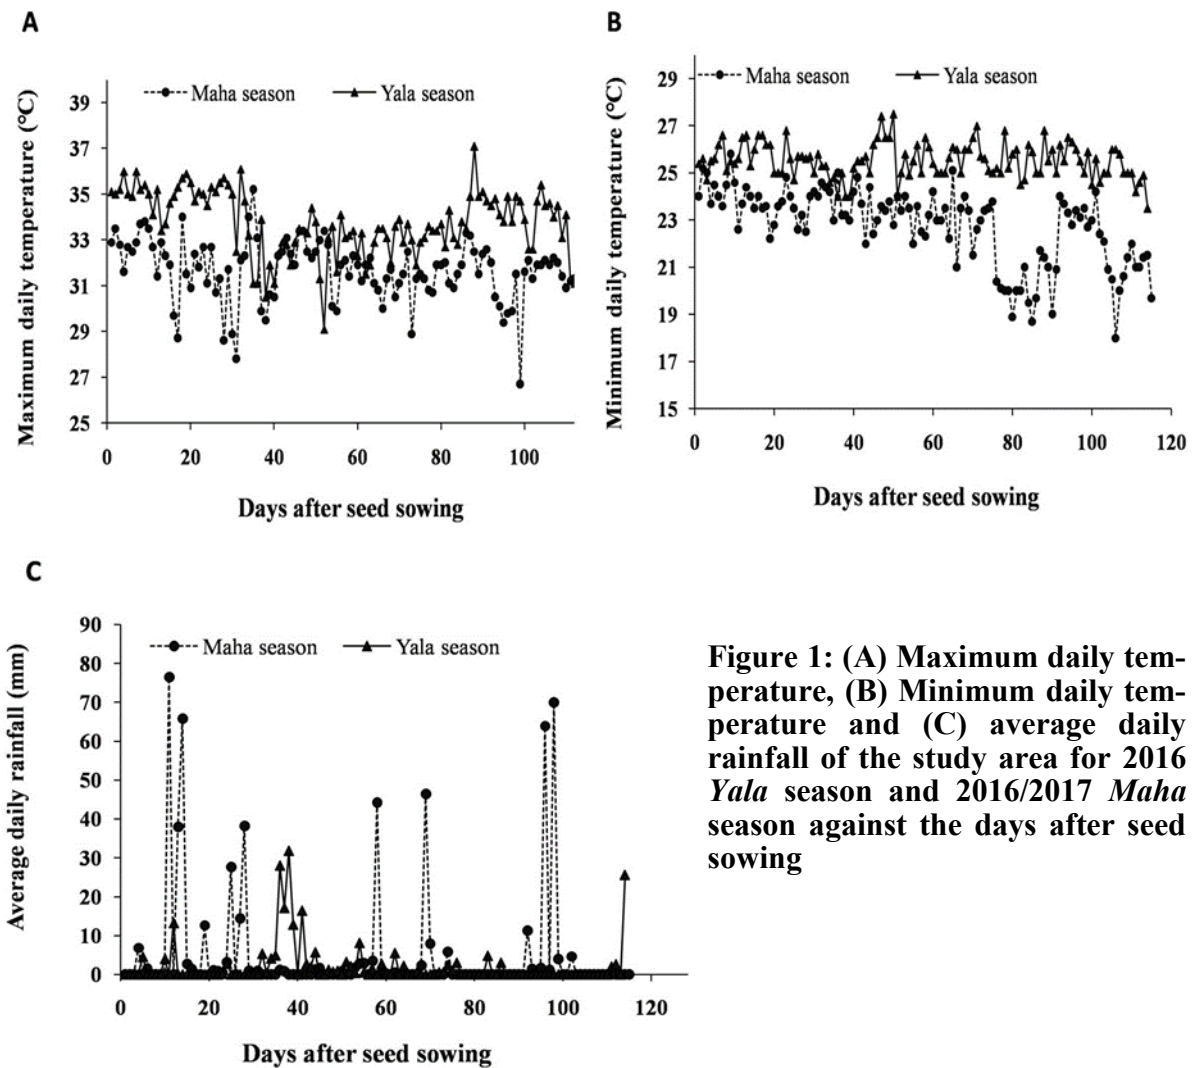 A
Maha season
Yala season
39
37
35
33
31
29
27
25
0
20
40
60
80
100
Maximum daily temperature (°C)
Days after seed sowing
B
Maha season
Yala season
29
27
25
23
21
19
17
15
0
20
40
60
80
100
120
Minimum daily temperature (°C)
Days after seed sowing
C
Maha season
Yala season
90
80
70
60
50
40
30
20
10
0
0
20
40
60
80
100
120
Average daily rainfall (mm)
Days after seed sowing
Figure 1: (A) Maximum daily tem-
perature, (B) Minimum daily tem-
perature and (C) average daily
rainfall of the study area for 2016
Yala season and 2016/2017 Maha
season against the days after seed
sowing